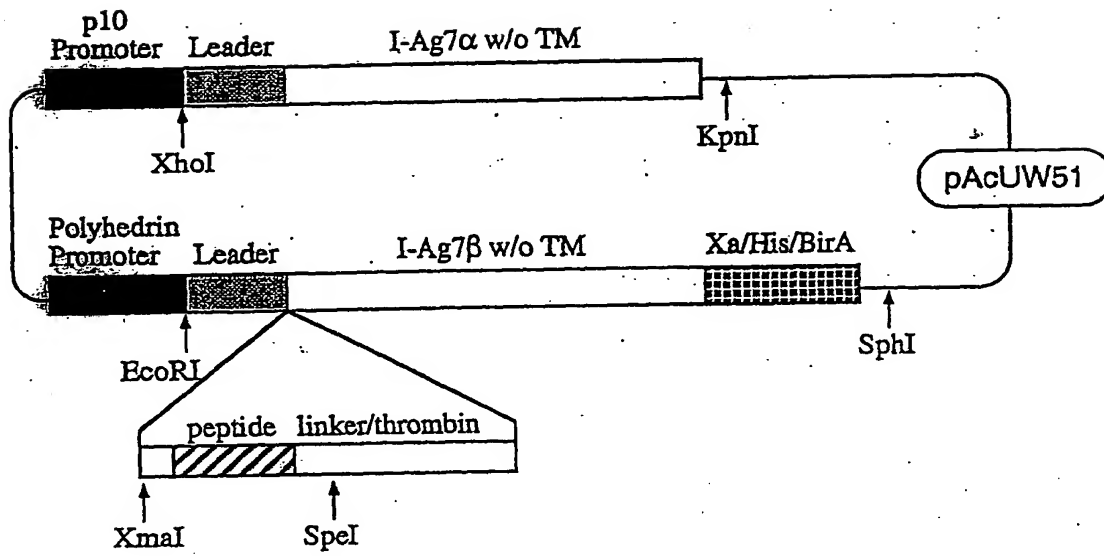 p10
Promoter
Leader
I-Ag7α w/o TM
XhoI
KpnI
pAcUW51
Polyhedrin
Promoter
Leader
I-Ag7β w/o TM
Xa/His/BirA
EcoRI
SphI
peptide
linker/thrombin
XmaI
SpeI